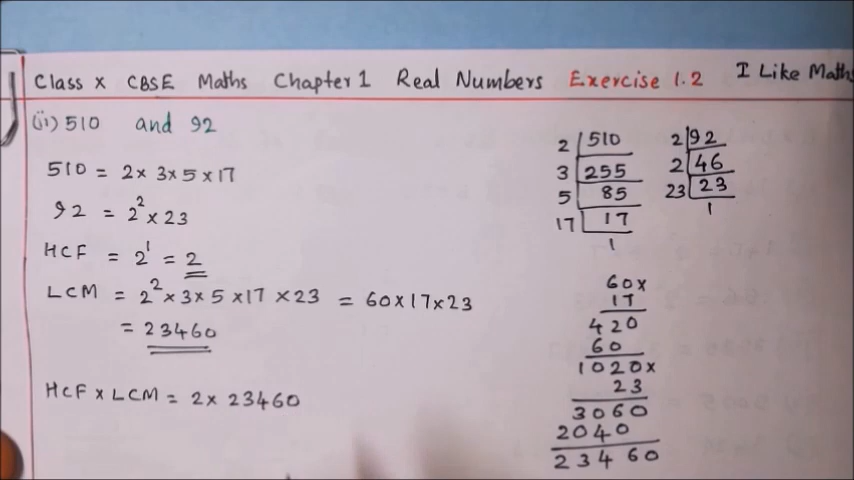 Class X CBSE Maths Chapter 1 Real Numbers Exercise 1.2 I Like Maths
(ii) 510 and 92
510 = 2 x 3 x 5 x 17
92 = 2² x 23
HCF = 2¹ = 2
LCM = 2² x 3 x 5 x 17 x 23 = 60 x 17 x 23
= 23460
HCF x LCM = 2 x 23460
2 | 510
3 | 255
5 | 85
17 | 17
1
2 | 92
2 | 46
23 | 23
1
60 x
17
420
60
1020 x
23
3060
2040
23460